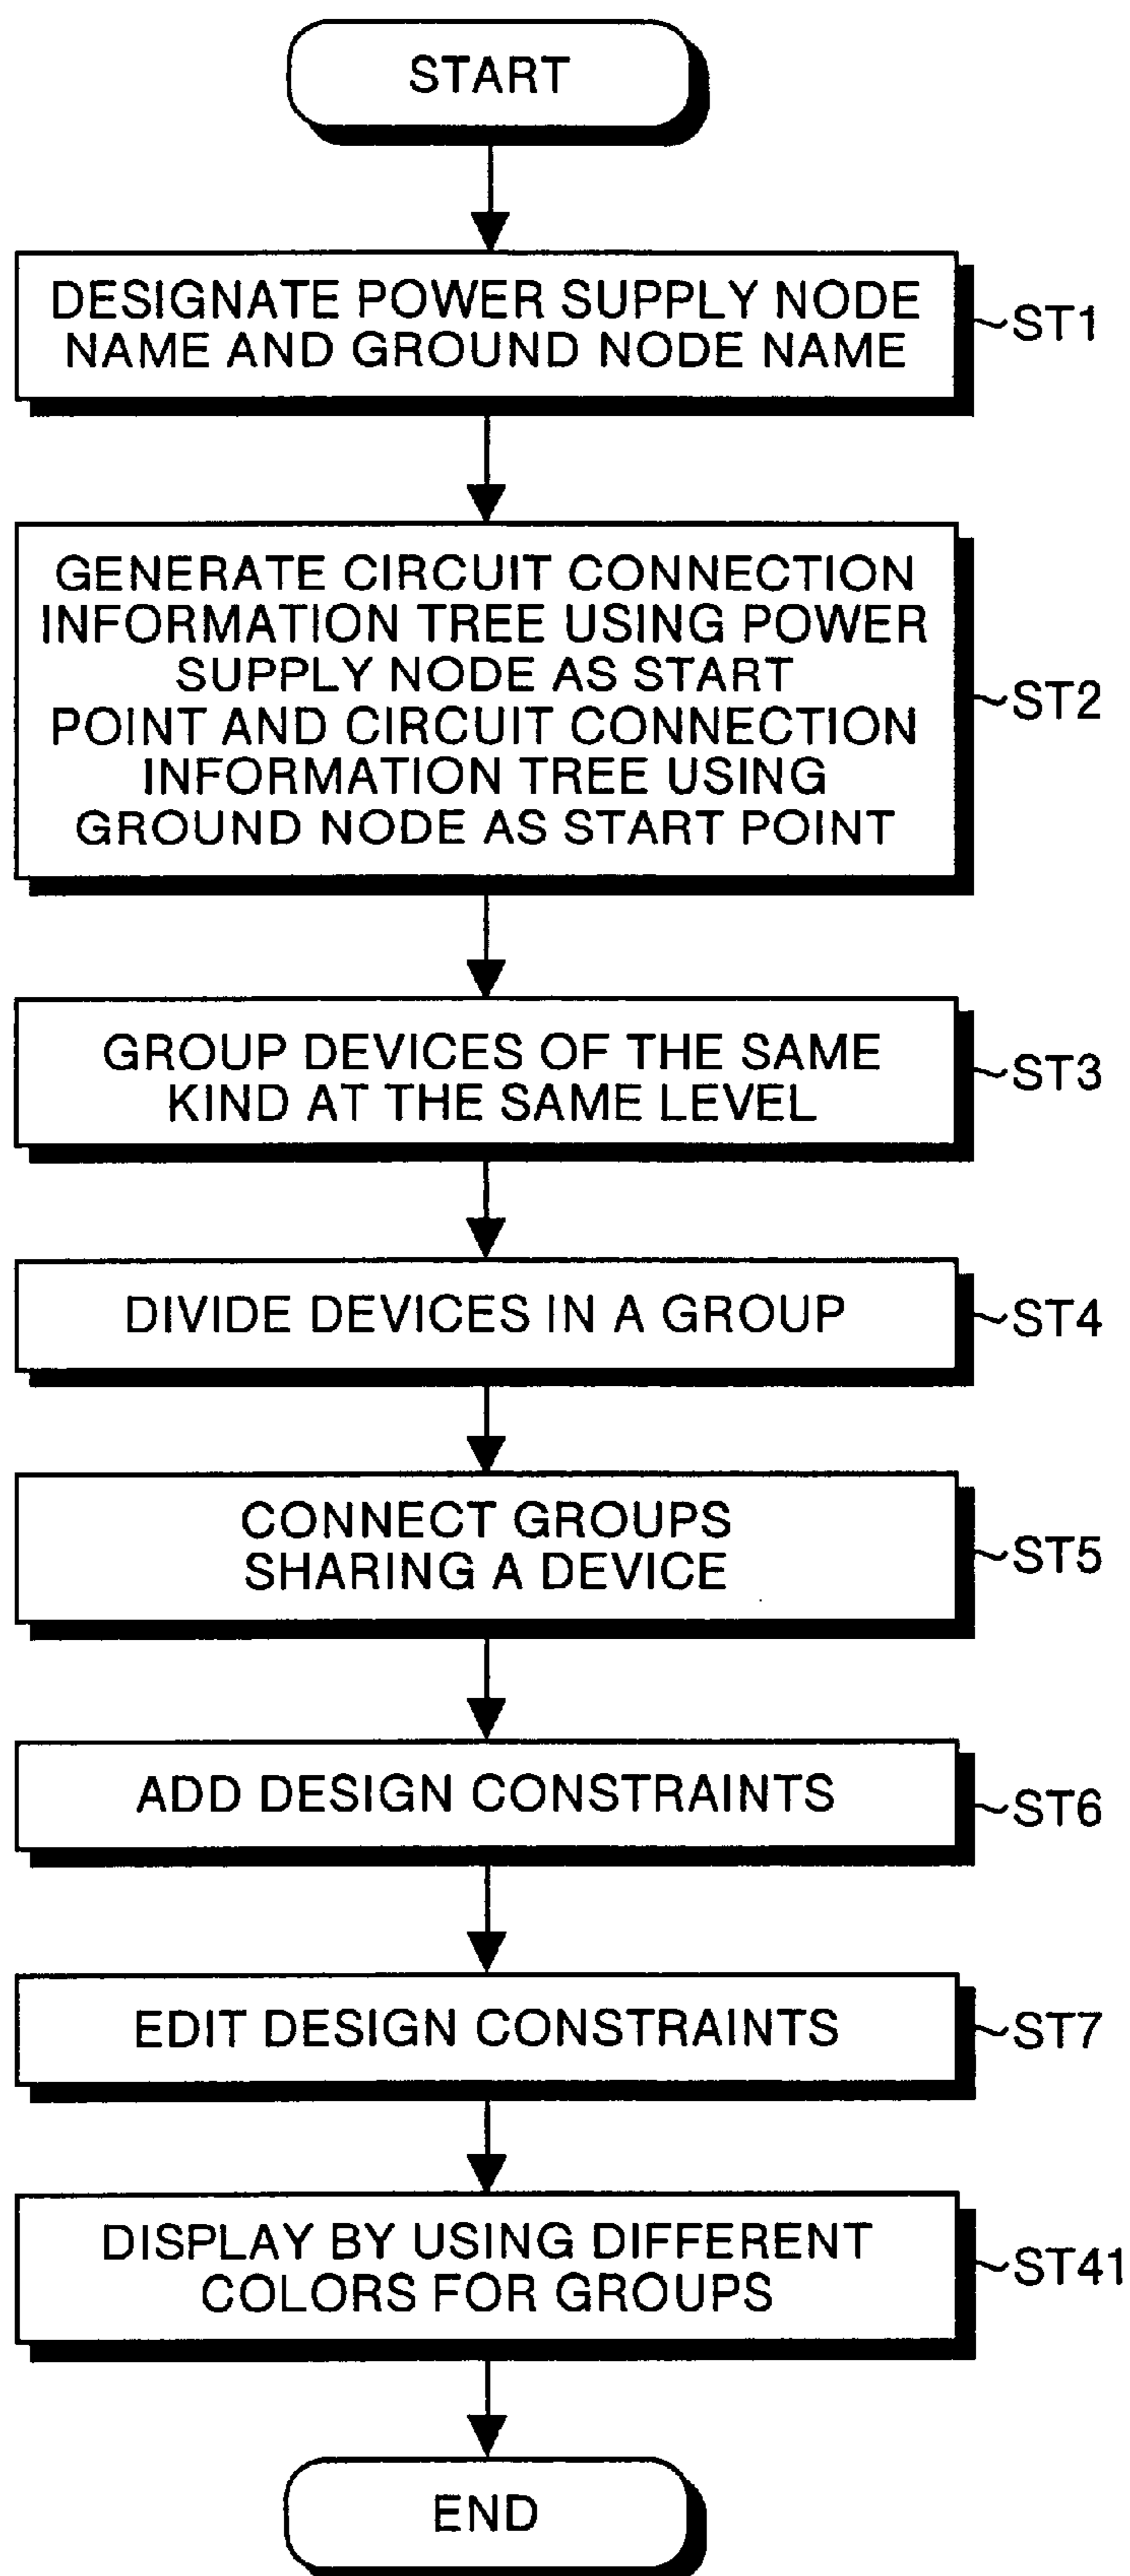 START
DESIGNATE POWER SUPPLY NODE
NAME AND GROUND NODE NAME
~ST1
GENERATE CIRCUIT CONNECTION
INFORMATION TREE USING POWER
SUPPLY NODE AS START
POINT AND CIRCUIT CONNECTION
INFORMATION TREE USING
GROUND NODE AS START POINT
~ST2
GROUP DEVICES OF THE SAME
KIND AT THE SAME LEVEL
~ST3
DIVIDE DEVICES IN A GROUP
~ST4
CONNECT GROUPS
SHARING A DEVICE
~ST5
ADD DESIGN CONSTRAINTS
~ST6
EDIT DESIGN CONSTRAINTS
~ST7
DISPLAY BY USING DIFFERENT
COLORS FOR GROUPS
~ST41
END